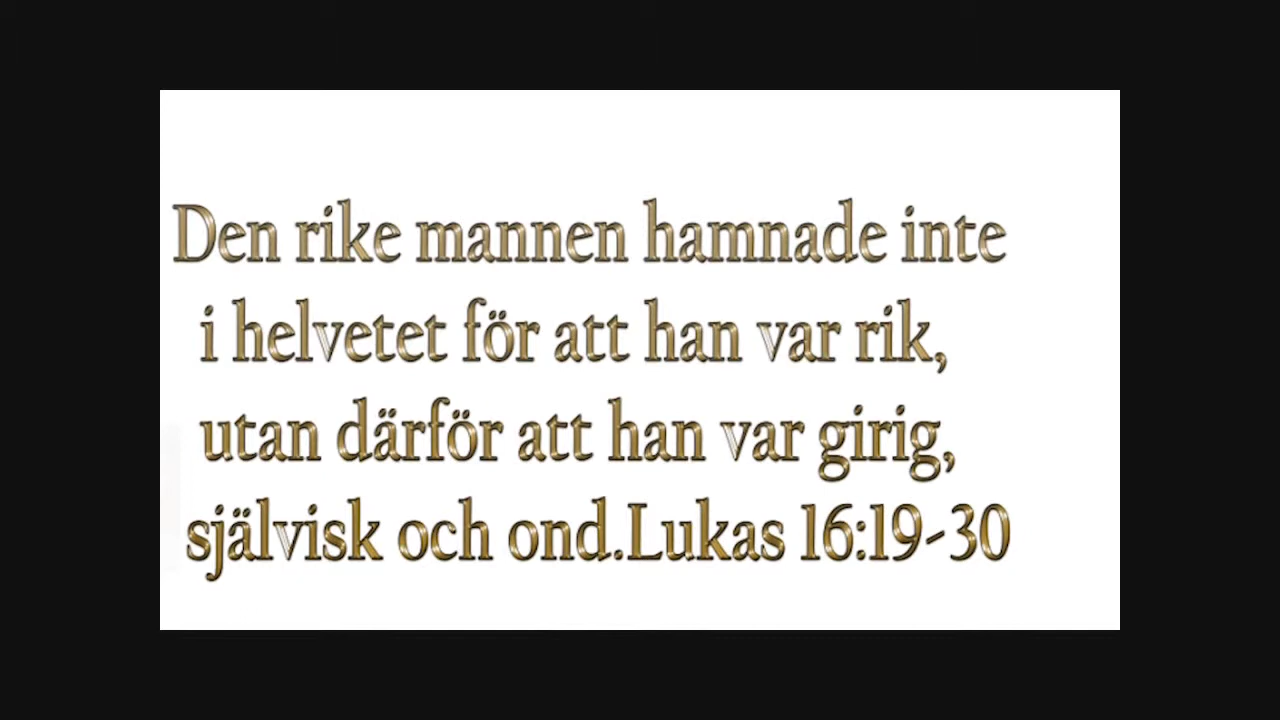 Den rike mannen hamnade inte
i helvetet för att han var rik,
utan därför att han var girig,
självisk och ond.Lukas 16:19-30